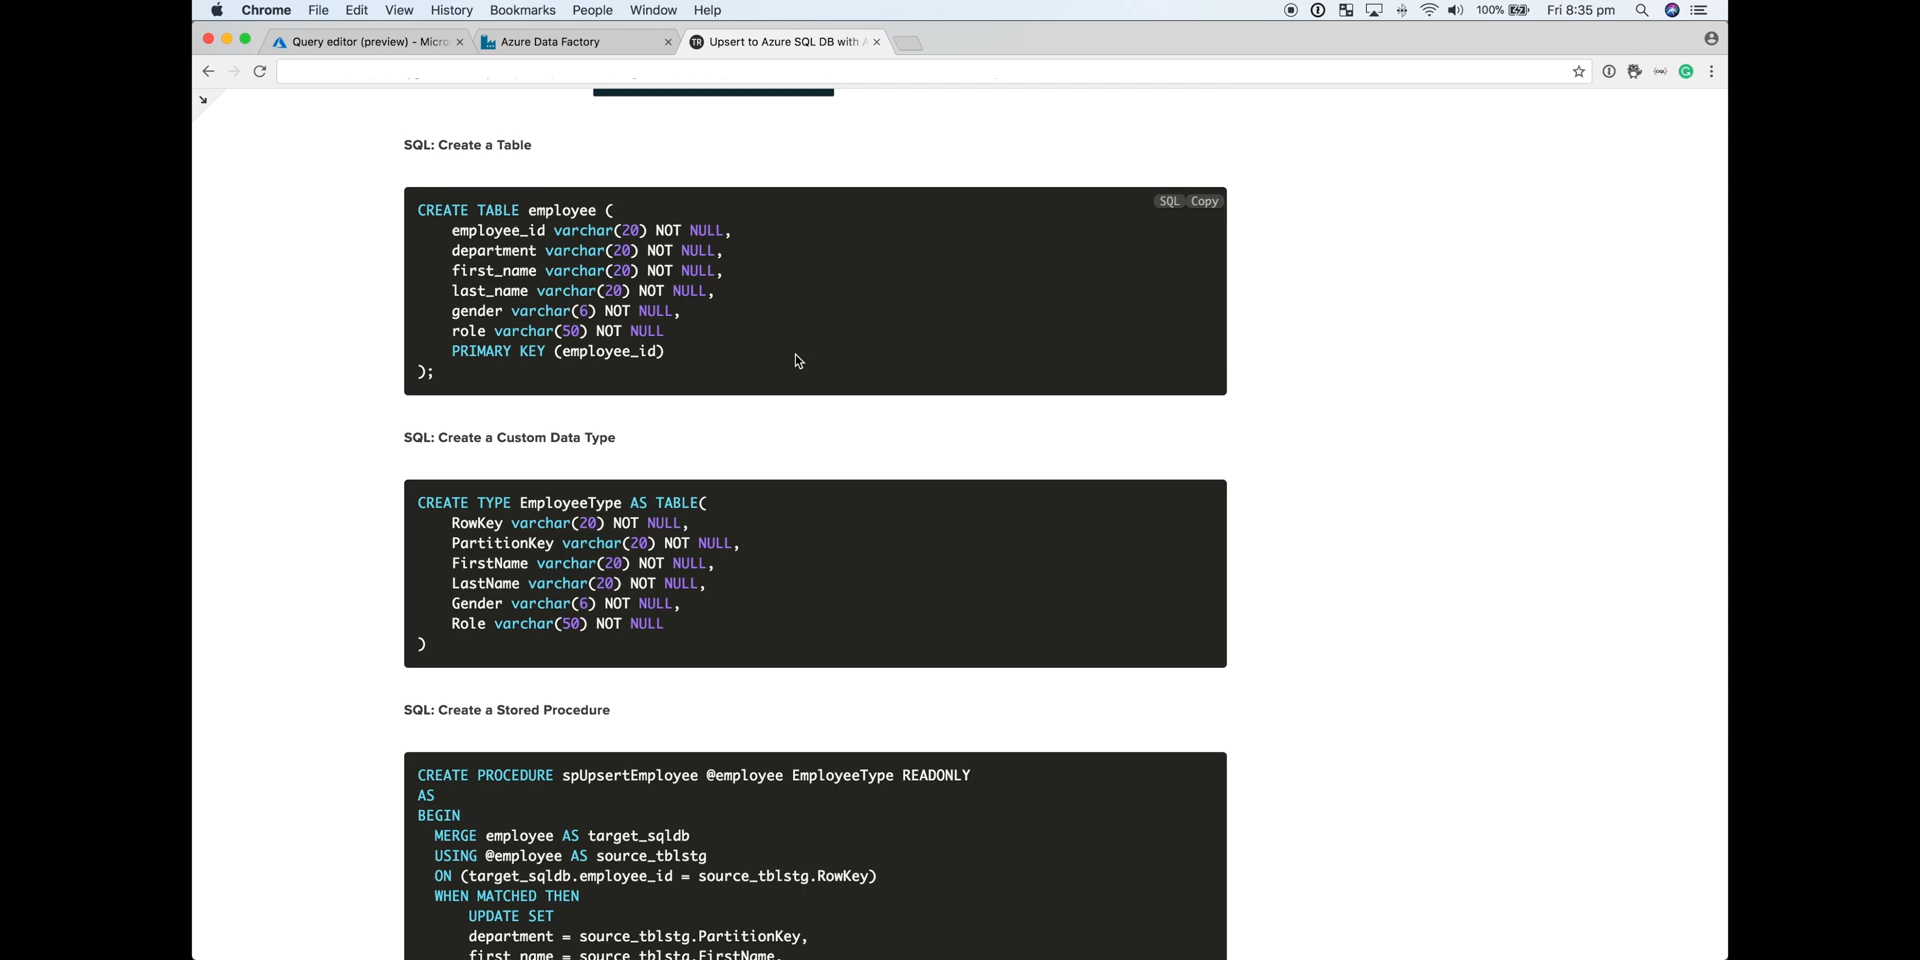 Chrome File Edit View History Bookmarks People Window Help 100% Fri 8:35 pm
Query editor (preview) - Micro Azure Data Factory TR Upsert to Azure SQL DB with A
SQL: Create a Table
SQL Copy
CREATE TABLE employee (
employee_id varchar(20) NOT NULL,
department varchar(20) NOT NULL,
first_name varchar(20) NOT NULL,
last_name varchar(20) NOT NULL,
gender varchar(6) NOT NULL,
role varchar(50) NOT NULL
PRIMARY KEY (employee_id)
);
SQL: Create a Custom Data Type
CREATE TYPE EmployeeType AS TABLE(
RowKey varchar(20) NOT NULL,
PartitionKey varchar(20) NOT NULL,
FirstName varchar(20) NOT NULL,
LastName varchar(20) NOT NULL,
Gender varchar(6) NOT NULL,
Role varchar(50) NOT NULL
)
SQL: Create a Stored Procedure
CREATE PROCEDURE spUpsertEmployee @employee EmployeeType READONLY
AS
BEGIN
MERGE employee AS target_sqldb
USING @employee AS source_tblstg
ON (target_sqldb.employee_id = source_tblstg.RowKey)
WHEN MATCHED THEN
UPDATE SET
department = source_tblstg.PartitionKey,
first_name = source_tblstg.FirstName,